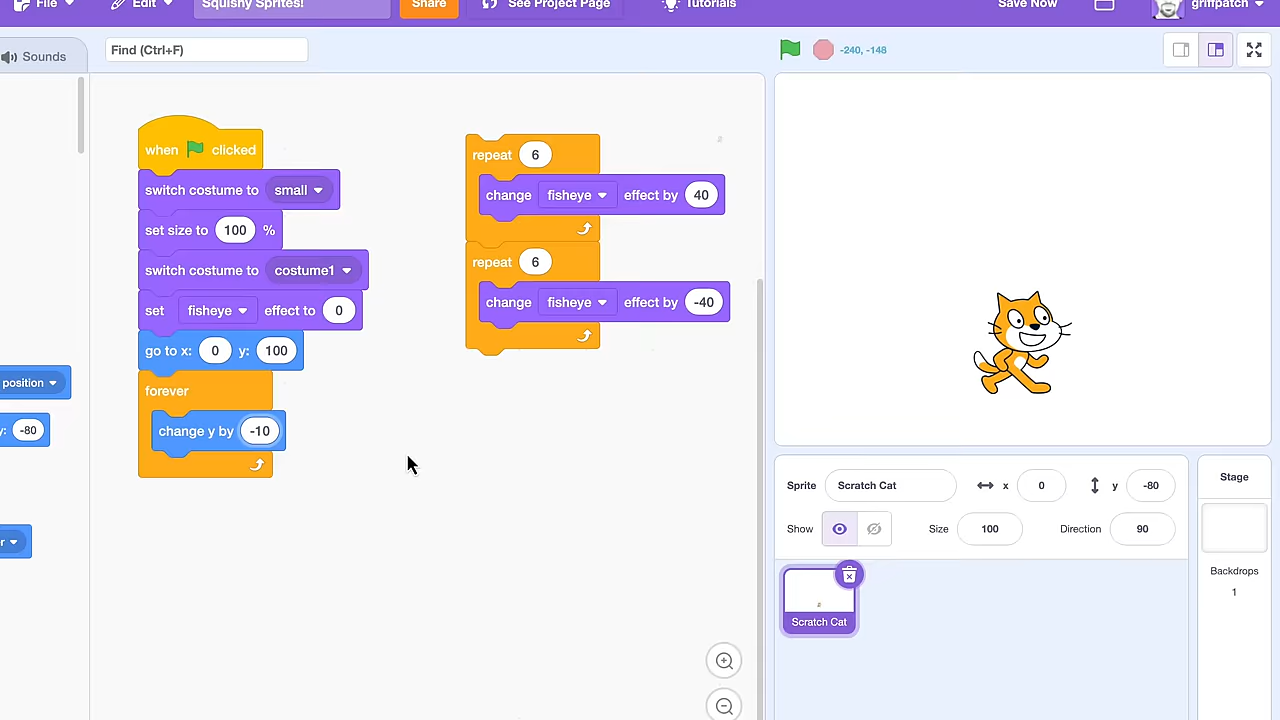 File Edit Squishy Sprites! Share See Project Page Tutorials Save Now griffpatch
Sounds
Find (Ctrl+F)
-240, -148
when clicked
switch costume to small
set size to 100 %
switch costume to costume1
set fisheye effect to 0
go to x: 0 y: 100
forever
change y by -10
repeat 6
change fisheye effect by 40
repeat 6
change fisheye effect by -40
position
y: -80
r
Sprite Scratch Cat x 0 y -80
Show Size 100 Direction 90
Scratch Cat
Stage
Backdrops
1